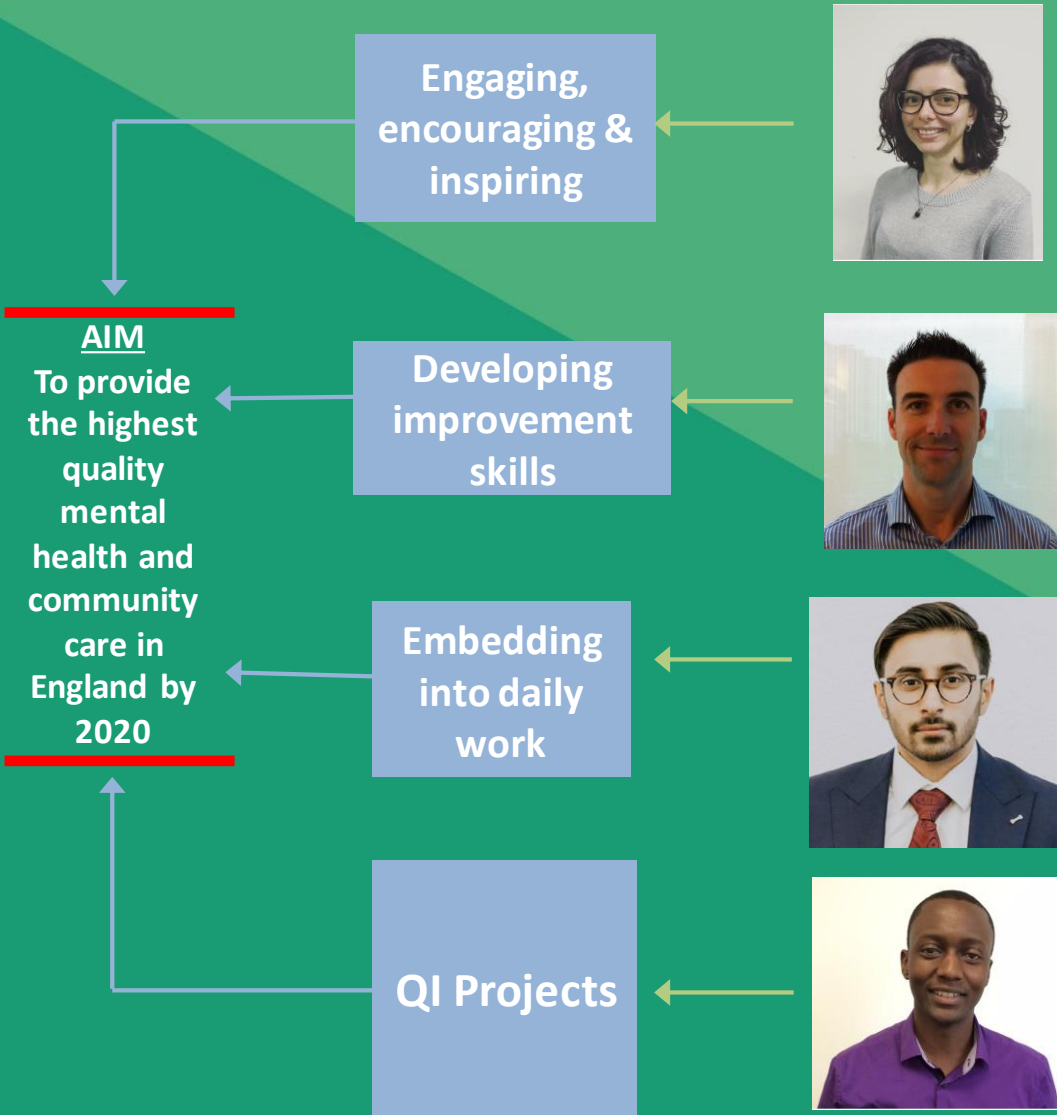 Engaging,
encouraging &
inspiring
AIM
To provide
the highest
quality
mental
health and
community
care in
England by
2020
Developing
improvement
skills
Embedding
into daily
work
QI Projects